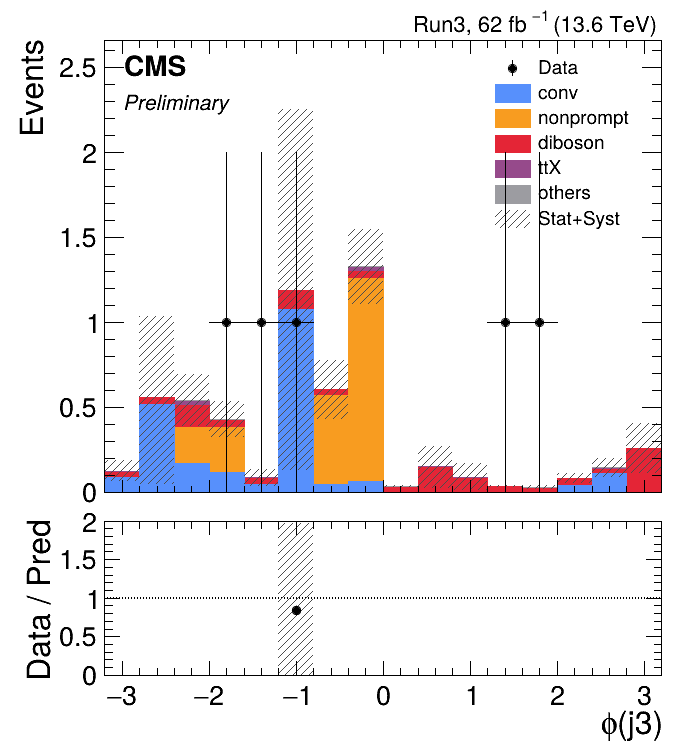 Run3, 62 fb⁻¹ (13.6 TeV)
CMS
Preliminary
Events
2.5
2
1.5
1
0.5
0
Data
conv
nonprompt
diboson
ttX
others
Stat+Syst
Data / Pred
2
1.5
1
0.5
0
−3 −2 −1 0 1 2 3
ϕ(j3)